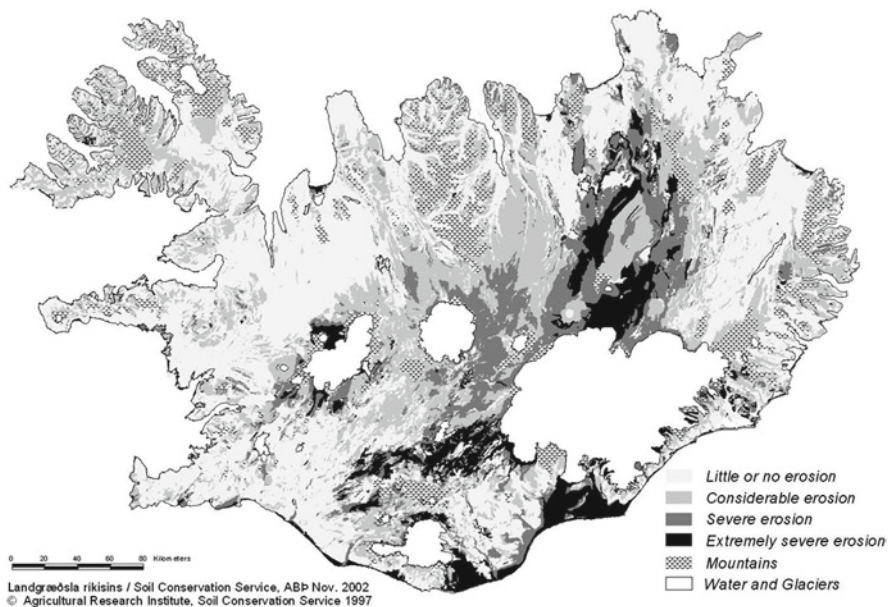 Little or no erosion
Considerable erosion
Severe erosion
Extremely severe erosion
Mountains
Water and Glaciers
0 20 40 60 80 Kilometers
Landgræðsla ríkisins / Soil Conservation Service, ABÞ Nov. 2002
© Agricultural Research Institute, Soil Conservation Service 1997